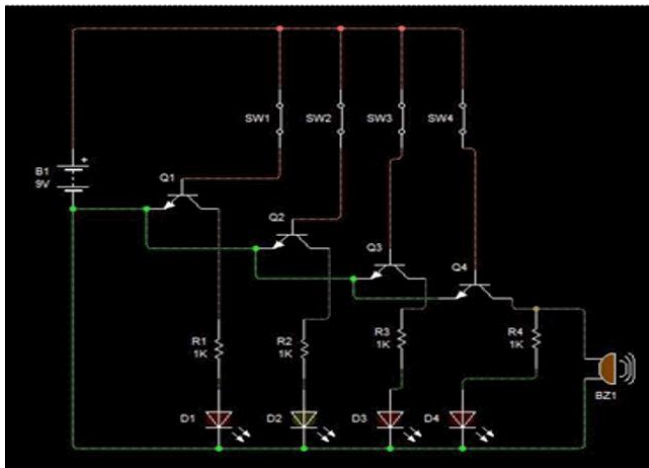 SW1
SW2
SW3
SW4
B1
9V
+
Q1
Q2
Q3
Q4
R1
1K
R2
1K
R3
1K
R4
1K
BZ1
D1
D2
D3
D4